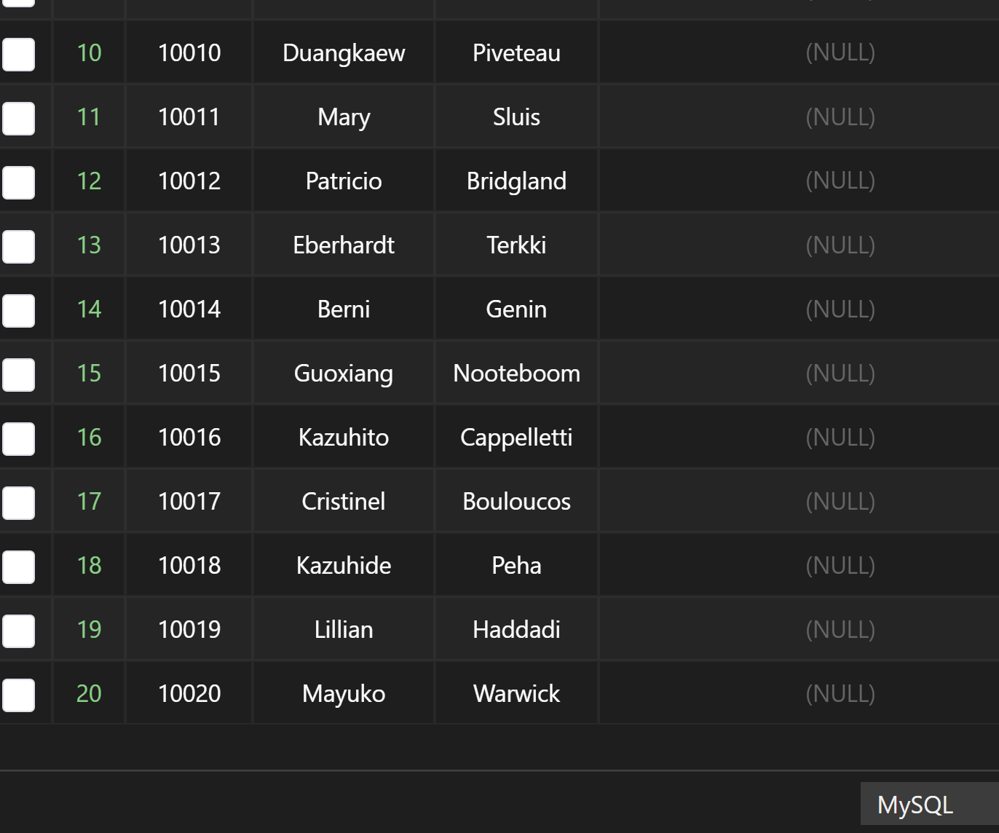 10 10010 Duangkaew Piveteau (NULL)
11 10011 Mary Sluis (NULL)
12 10012 Patricio Bridgland (NULL)
13 10013 Eberhardt Terkki (NULL)
14 10014 Berni Genin (NULL)
15 10015 Guoxiang Nooteboom (NULL)
16 10016 Kazuhito Cappelletti (NULL)
17 10017 Cristinel Bouloucos (NULL)
18 10018 Kazuhide Peha (NULL)
19 10019 Lillian Haddadi (NULL)
20 10020 Mayuko Warwick (NULL)
MySQL